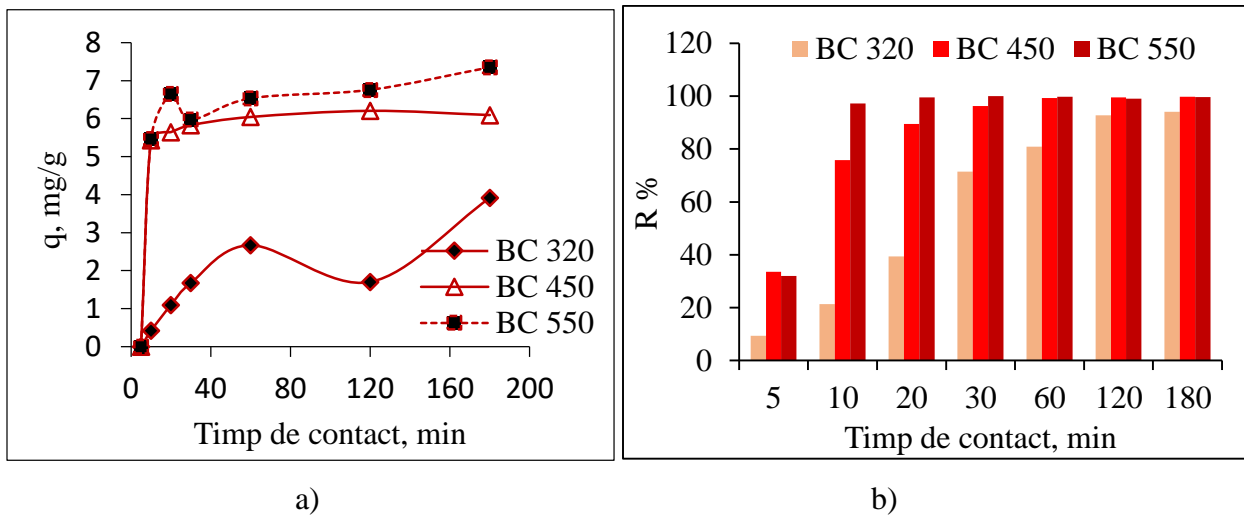 8
7
6
5
4
3
2
1
0
q, mg/g
0 40 80 120 160 200
Timp de contact, min
BC 320
BC 450
BC 550
a)
120
100
80
60
40
20
0
R %
BC 320 BC 450 BC 550
5 10 20 30 60 120 180
Timp de contact, min
b)